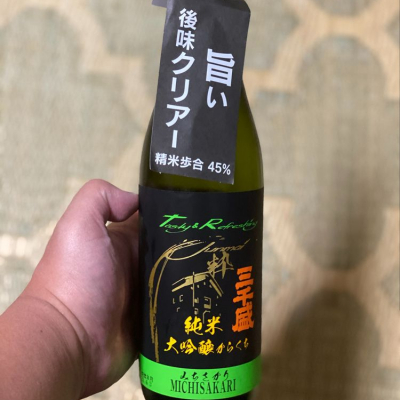 旨い
後味クリアー
精米歩合 45%
Tasty & Refreshing
三千盛
純米
大吟醸からくち
みちさかり
MICHISAKARI